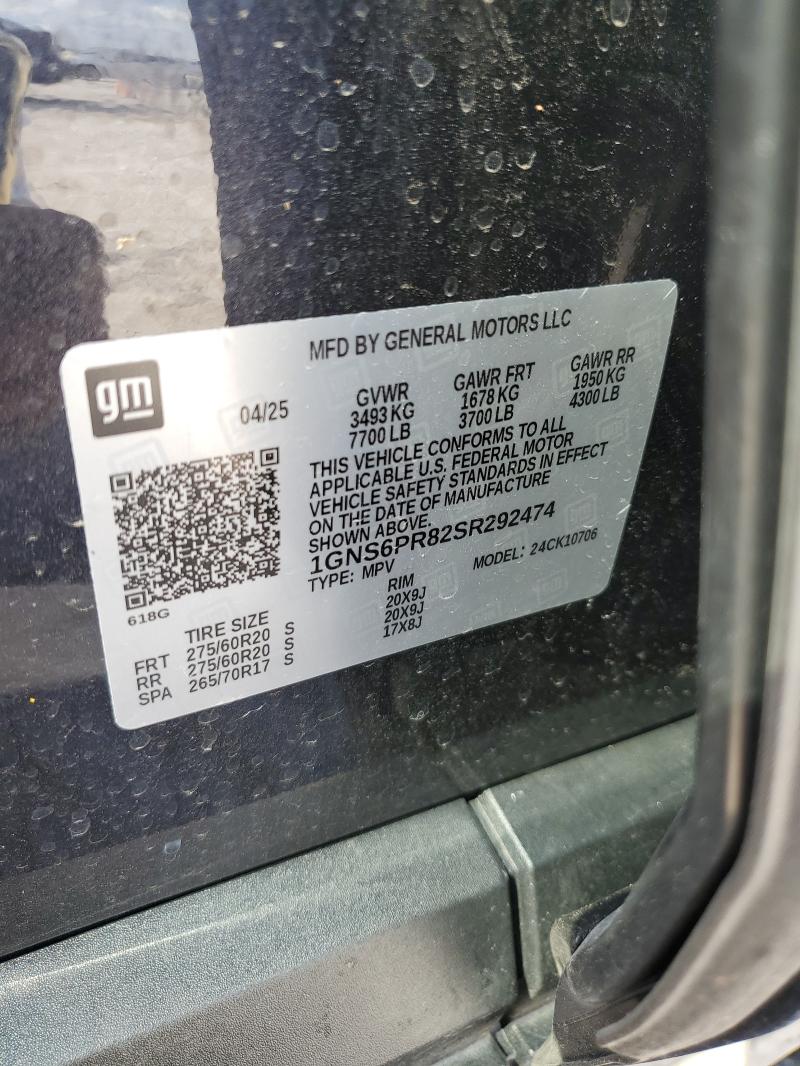 MFD BY GENERAL MOTORS LLC
gm
04/25
GVWR
3493 KG
7700 LB
GAWR FRT
1678 KG
3700 LB
GAWR RR
1950 KG
4300 LB
THIS VEHICLE CONFORMS TO ALL
APPLICABLE U.S. FEDERAL MOTOR
VEHICLE SAFETY STANDARDS IN EFFECT
ON THE DATE OF MANUFACTURE
SHOWN ABOVE.
1GNS6PR82SR292474
TYPE: MPV
MODEL: 24CK10706
618G
TIRE SIZE RIM
FRT 275/60R20 S 20X9J
RR 275/60R20 S 20X9J
SPA 265/70R17 S 17X8J